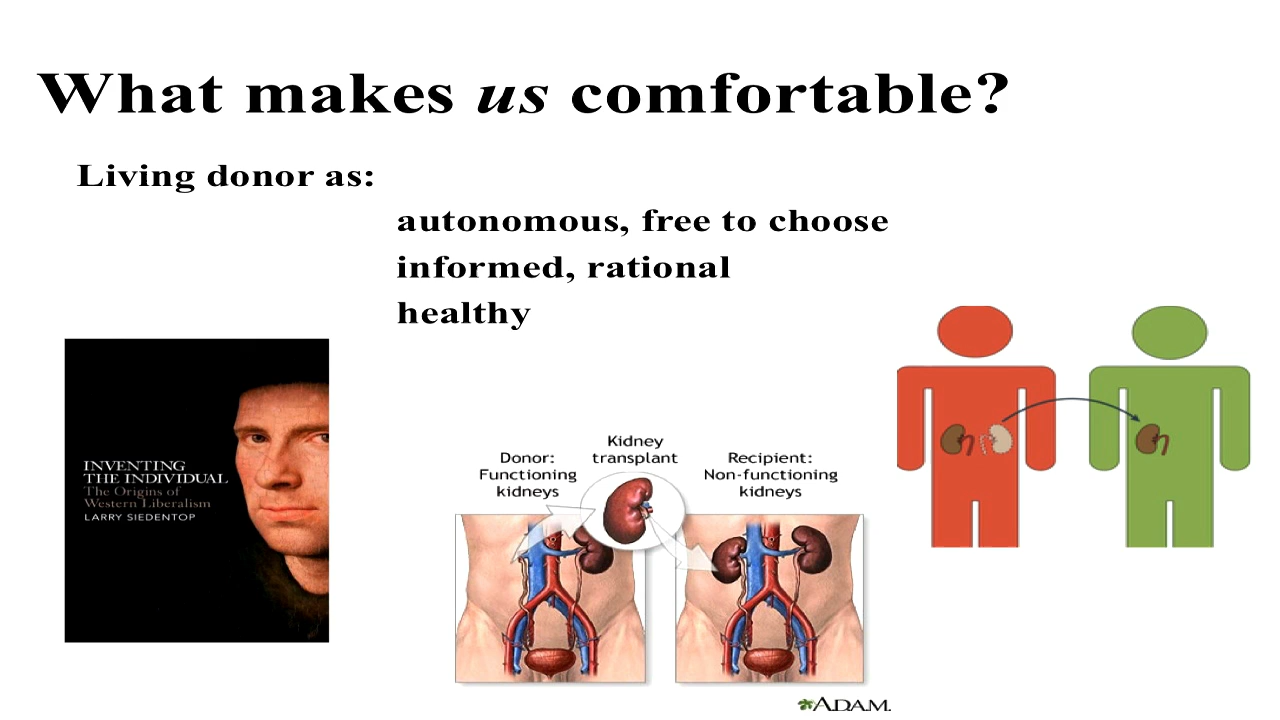 What makes us comfortable?
Living donor as:
autonomous, free to choose
informed, rational
healthy
INVENTING
THE INDIVIDUAL
The Origins of
Western Liberalism
LARRY SIEDENTOP
Kidney
transplant
Donor:
Functioning
kidneys
Recipient:
Non-functioning
kidneys
A.D.A.M.